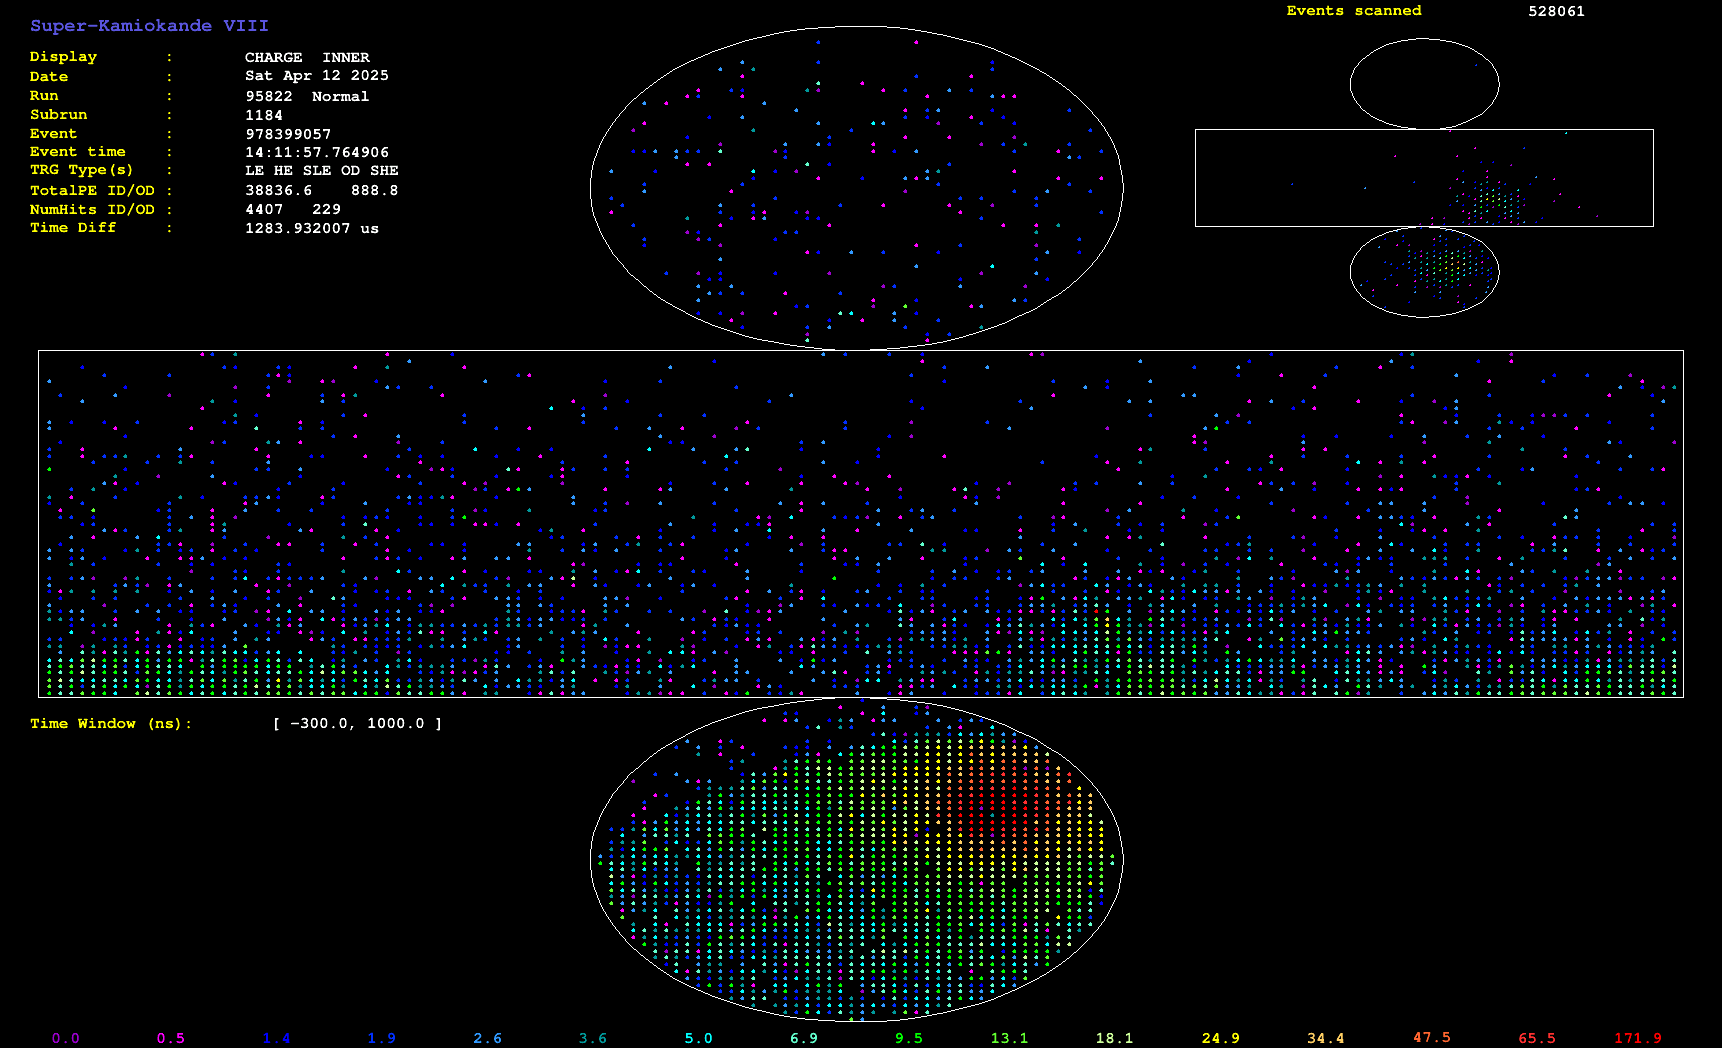 Super-Kamiokande VIII
Events scanned 528061
Display : CHARGE INNER
Date : Sat Apr 12 2025
Run : 95822 Normal
Subrun : 1184
Event : 978399057
Event time : 14:11:57.764906
TRG Type(s) : LE HE SLE OD SHE
TotalPE ID/OD : 38836.6 888.8
NumHits ID/OD : 4407 229
Time Diff : 1283.932007 us
Time Window (ns): [ -300.0, 1000.0 ]
0.0 0.5 1.4 1.9 2.6 3.6 5.0 6.9 9.5 13.1 18.1 24.9 34.4 47.5 65.5 171.9